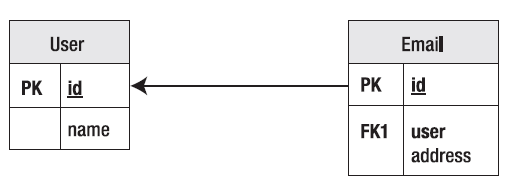 User
PK id
name
Email
PK id
FK1 user
address